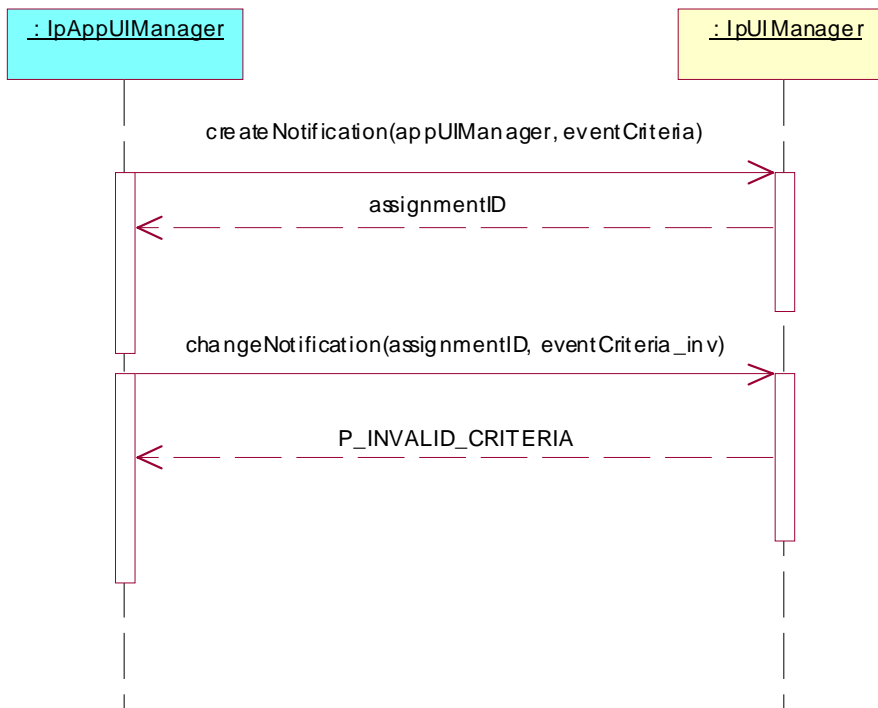 : IpAppUIManager
: IpUIManager
createNotification(appUIManager, eventCriteria)
assignmentID
changeNotification(assignmentID, eventCriteria_inv)
P_INVALID_CRITERIA